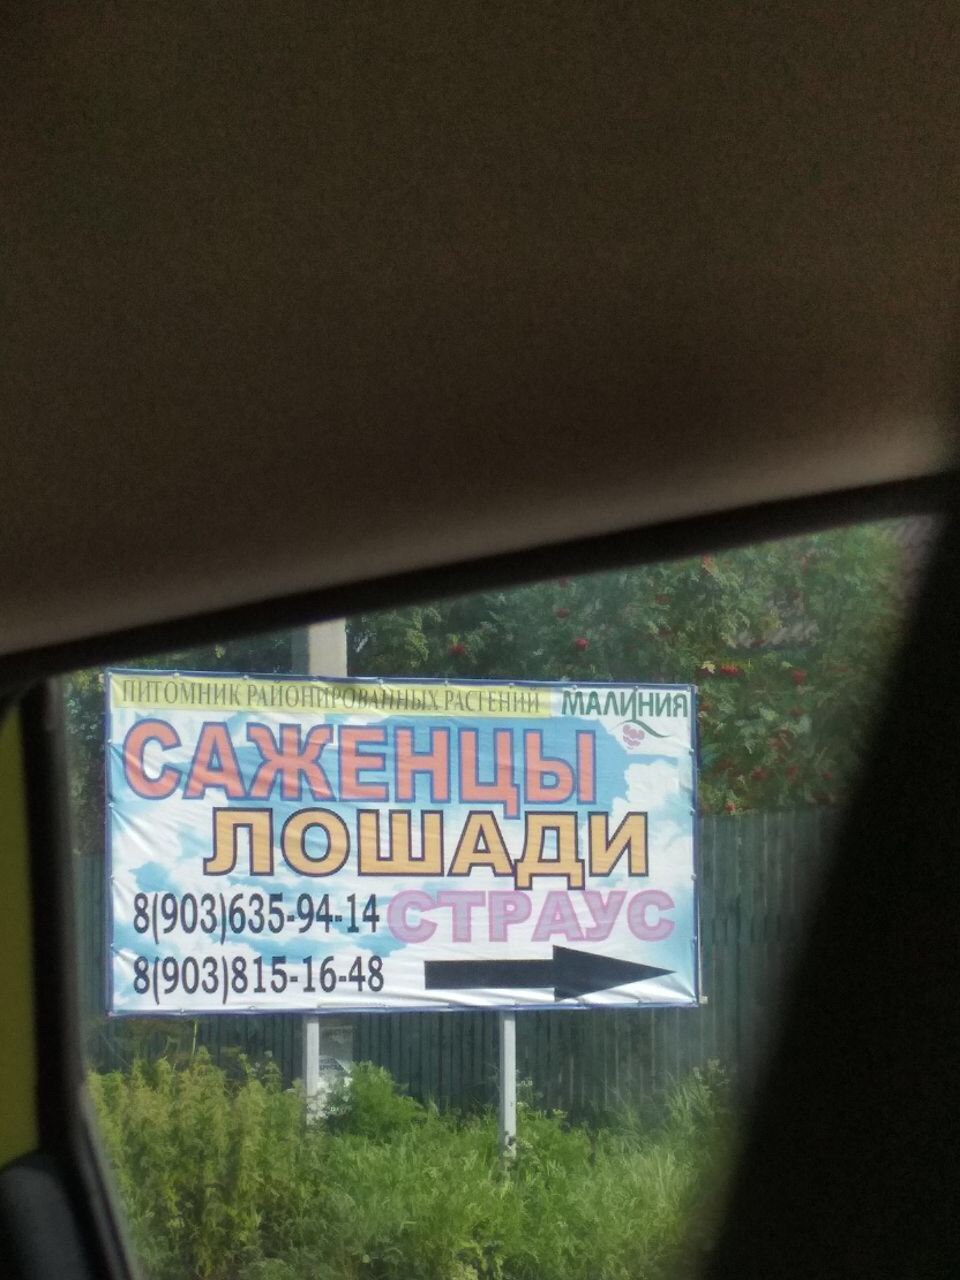 ПИТОМНИК РАЙОНИРОВАННЫХ РАСТЕНИЙ
МАЛИНИЯ
САЖЕНЦЫ
ЛОШАДИ
8(903)635-94-14 СТРАУС
8(903)815-16-48